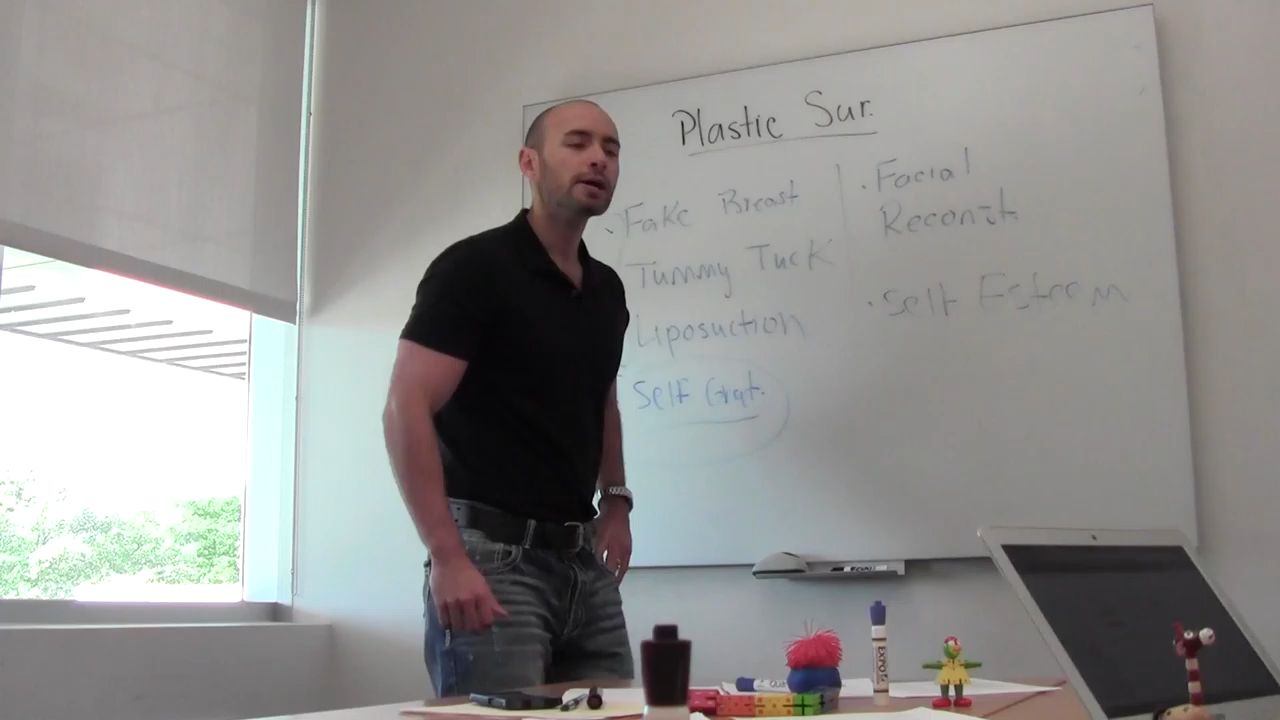 Plastic Sur.
Fake Breast
Tummy Tuck
Liposuction
Self Grat.
• Facial
Reconst.
• Self Esteem
EXPO